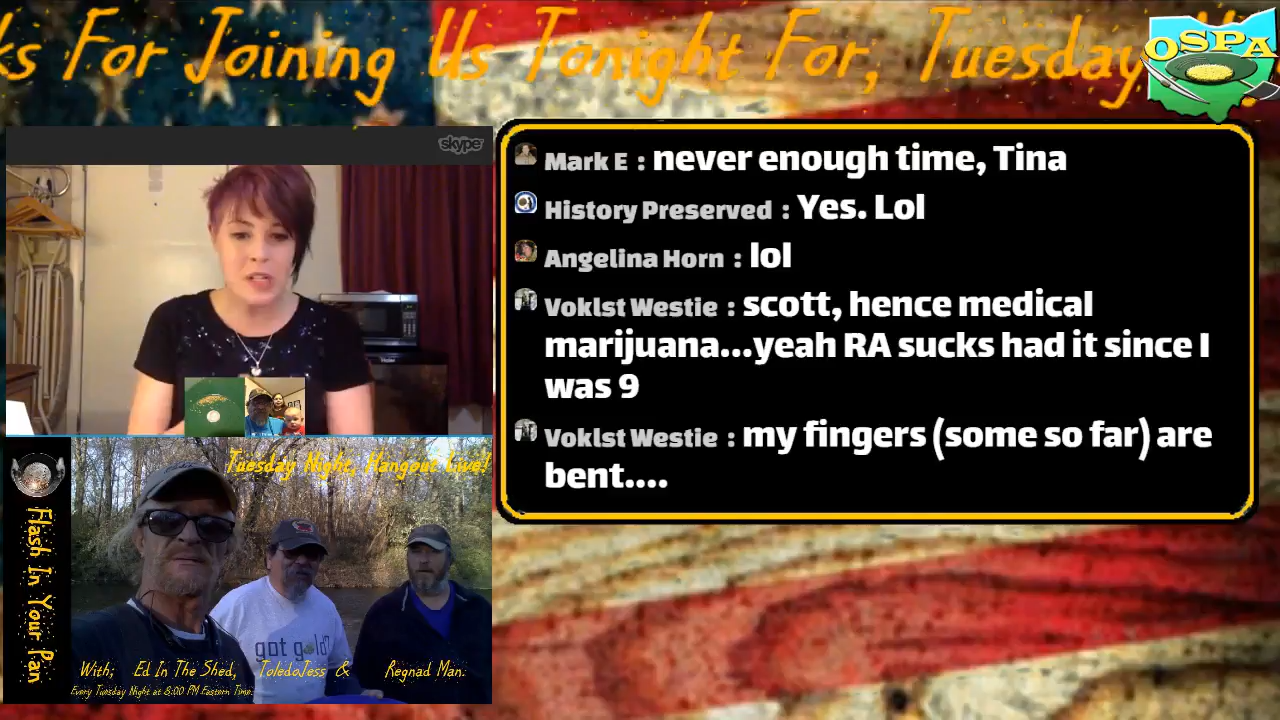 ks For Joining Us Tonight For, Tuesday
OSPA
skype
Mark E : never enough time, Tina
History Preserved : Yes. Lol
Angelina Horn : lol
Voklst Westie : scott, hence medical
marijuana...yeah RA sucks had it since I
was 9
Voklst Westie : my fingers (some so far) are
bent....
Tuesday Night, Hangout Live!
Flash In Your Pan
got gold?
With; Ed In The Shed, ToledoJess & Regnad Man.
Every Tuesday Night at 8:00 PM Eastern Time.